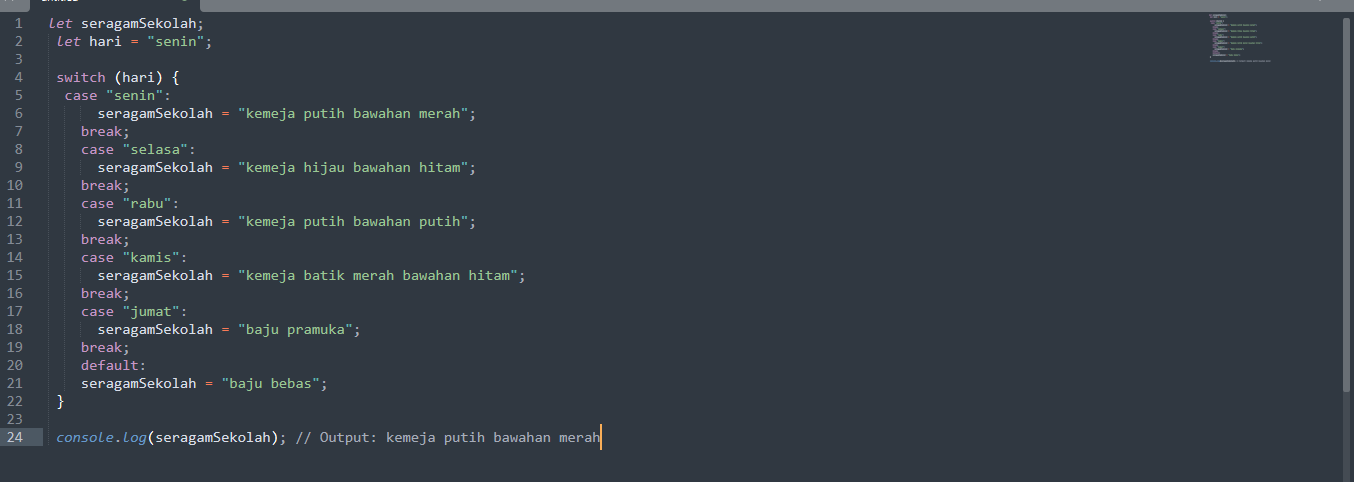 1 let seragamSekolah;
2 let hari = "senin";
3
4 switch (hari) {
5 case "senin":
6 seragamSekolah = "kemeja putih bawahan merah";
7 break;
8 case "selasa":
9 seragamSekolah = "kemeja hijau bawahan hitam";
10 break;
11 case "rabu":
12 seragamSekolah = "kemeja putih bawahan putih";
13 break;
14 case "kamis":
15 seragamSekolah = "kemeja batik merah bawahan hitam";
16 break;
17 case "jumat":
18 seragamSekolah = "baju pramuka";
19 break;
20 default:
21 seragamSekolah = "baju bebas";
22 }
23
24 console.log(seragamSekolah); // Output: kemeja putih bawahan merah